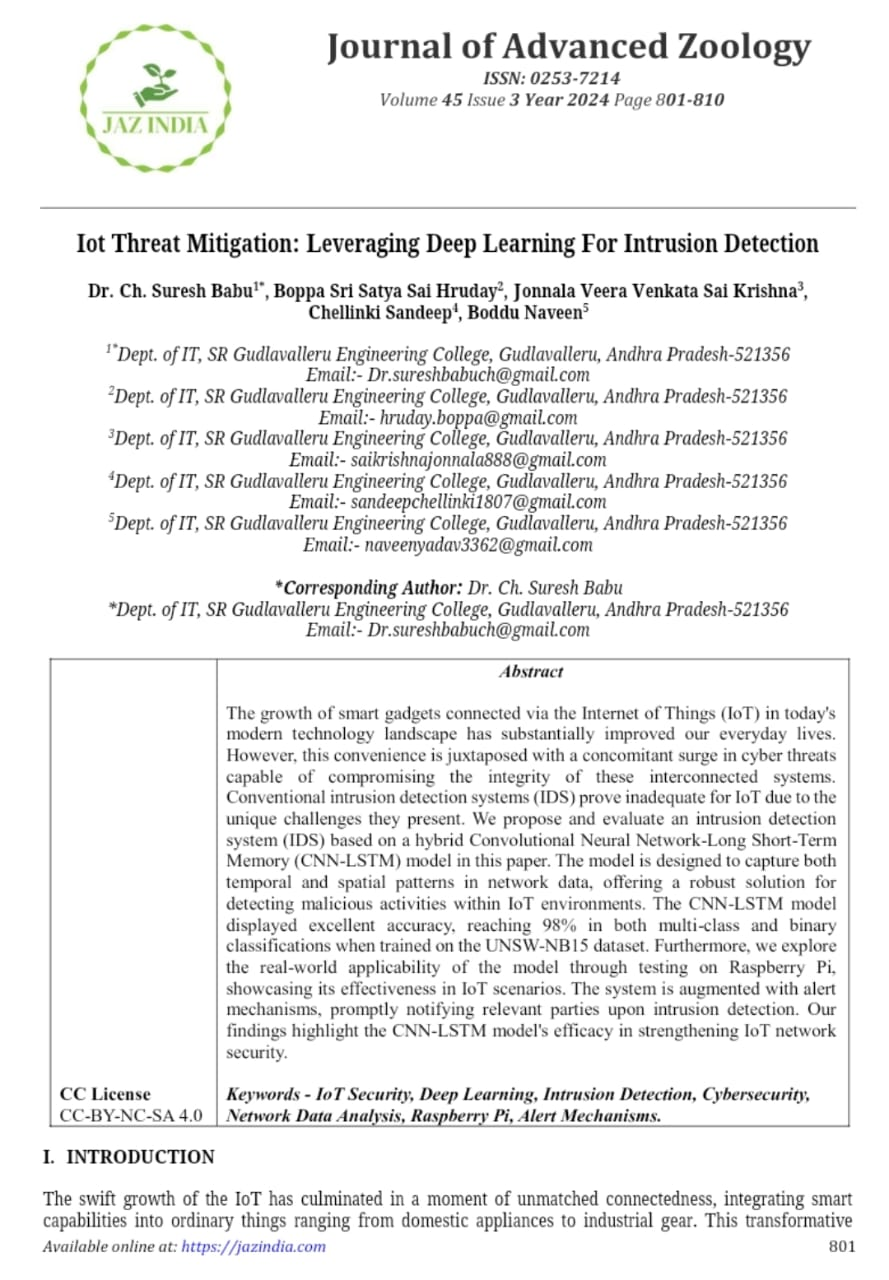 JAZ INDIA
Journal of Advanced Zoology
ISSN: 0253-7214
Volume 45 Issue 3 Year 2024 Page 801-810
Iot Threat Mitigation: Leveraging Deep Learning For Intrusion Detection
Dr. Ch. Suresh Babu1*, Boppa Sri Satya Sai Hruday2, Jonnala Veera Venkata Sai Krishna3,
Chellinki Sandeep4, Boddu Naveen5
1*Dept. of IT, SR Gudlavalleru Engineering College, Gudlavalleru, Andhra Pradesh-521356
Email:- Dr.sureshbabuch@gmail.com
2Dept. of IT, SR Gudlavalleru Engineering College, Gudlavalleru, Andhra Pradesh-521356
Email:- hruday.boppa@gmail.com
3Dept. of IT, SR Gudlavalleru Engineering College, Gudlavalleru, Andhra Pradesh-521356
Email:- saikrishnajonnala888@gmail.com
4Dept. of IT, SR Gudlavalleru Engineering College, Gudlavalleru, Andhra Pradesh-521356
Email:- sandeepchellinki1807@gmail.com
5Dept. of IT, SR Gudlavalleru Engineering College, Gudlavalleru, Andhra Pradesh-521356
Email:- naveenyadav3362@gmail.com
*Corresponding Author: Dr. Ch. Suresh Babu
*Dept. of IT, SR Gudlavalleru Engineering College, Gudlavalleru, Andhra Pradesh-521356
Email:- Dr.sureshbabuch@gmail.com
Abstract
The growth of smart gadgets connected via the Internet of Things (IoT) in today's
modern technology landscape has substantially improved our everyday lives.
However, this convenience is juxtaposed with a concomitant surge in cyber threats
capable of compromising the integrity of these interconnected systems.
Conventional intrusion detection systems (IDS) prove inadequate for IoT due to the
unique challenges they present. We propose and evaluate an intrusion detection
system (IDS) based on a hybrid Convolutional Neural Network-Long Short-Term
Memory (CNN-LSTM) model in this paper. The model is designed to capture both
temporal and spatial patterns in network data, offering a robust solution for
detecting malicious activities within IoT environments. The CNN-LSTM model
displayed excellent accuracy, reaching 98% in both multi-class and binary
classifications when trained on the UNSW-NB15 dataset. Furthermore, we explore
the real-world applicability of the model through testing on Raspberry Pi,
showcasing its effectiveness in IoT scenarios. The system is augmented with alert
mechanisms, promptly notifying relevant parties upon intrusion detection. Our
findings highlight the CNN-LSTM model's efficacy in strengthening IoT network
security.
CC License
CC-BY-NC-SA 4.0
Keywords - IoT Security, Deep Learning, Intrusion Detection, Cybersecurity,
Network Data Analysis, Raspberry Pi, Alert Mechanisms.
I. INTRODUCTION
The swift growth of the IoT has culminated in a moment of unmatched connectedness, integrating smart
capabilities into ordinary things ranging from domestic appliances to industrial gear. This transformative
Available online at: https://jazindia.com
801